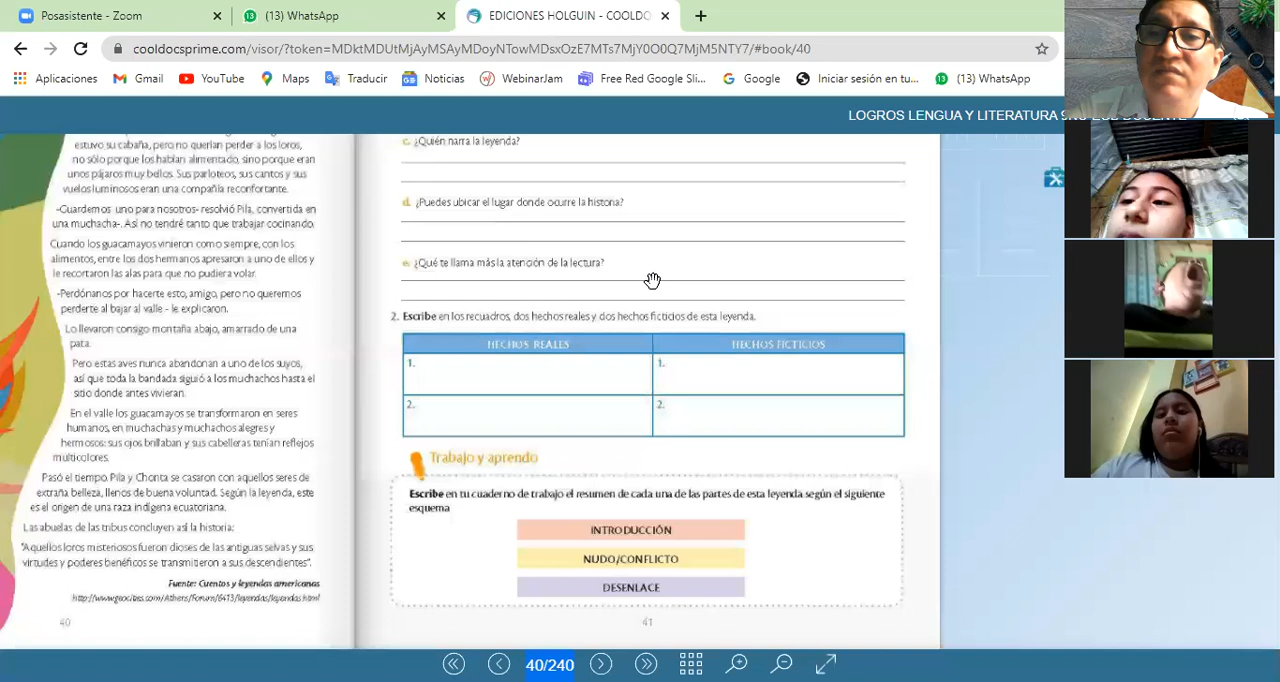 Posasistente - Zoom
(13) WhatsApp
EDICIONES HOLGUIN - COOLDO
cooldocsprime.com/visor/?token=MDktMDUtMjAyMSAyMDoyNTowMDsxOzE7MTs7MjY0O0Q7MjM5NTY7/#book/40
Aplicaciones Gmail YouTube Maps Traducir Noticias WebinarJam Free Red Google Sli... Google Iniciar sesión en tu... (13) WhatsApp
LOGROS LENGUA Y LITERATURA
estuvo su cabaña, pero no querían perder a los loros,
no sólo porque los habían alimentado, sino porque eran
unos pájaros muy bellos. Sus parloteos, sus cantos y sus
vuelos luminosos eran una compañía reconfortante.
-Guardemos uno para nosotros- resolvió Pila, convertida en
una muchacha-. Así no tendré tanto que trabajar cocinando.
Cuando los guacamayos vinieron como siempre, con los
alimentos, entre los dos hermanos apresaron a uno de ellos y
le recortaron las alas para que no pudiera volar.
-Perdónanos por hacerte esto, amigo, pero no queremos
perderte al bajar al valle - le explicaron.
Lo llevaron consigo montaña abajo, amarrado de una
pata.
Pero estas aves nunca abandonan a uno de los suyos,
así que toda la bandada siguió a los muchachos hasta el
sitio donde antes vivieran.
En el valle los guacamayos se transformaron en seres
humanos, en muchachas y muchachos alegres y
hermosos: sus ojos brillaban y sus cabelleras tenían reflejos
multicolores.
Pasó el tiempo. Pila y Chonta se casaron con aquellos seres de
extraña belleza, llenos de buena voluntad. Según la leyenda, este
es el origen de una raza indígena ecuatoriana.
Las abuelas de las tribus concluyen así la historia:
"Aquellos loros misteriosos fueron dioses de las antiguas selvas y sus
virtudes y poderes benéficos se transmitieron a sus descendientes".
Fuente: Cuentos y leyendas americanas
http://www.geocities.com/Athens/Forum/6413/leyendas/leyendas.html
40
c. ¿Quién narra la leyenda?
d. ¿Puedes ubicar el lugar donde ocurre la historia?
e. ¿Qué te llama más la atención de la lectura?
2. Escribe en los recuadros, dos hechos reales y dos hechos ficticios de esta leyenda.
HECHOS REALES HECHOS FICTICIOS
1. 1.
2. 2.
Trabajo y aprendo
Escribe en tu cuaderno de trabajo el resumen de cada una de las partes de esta leyenda según el siguiente
esquema
INTRODUCCIÓN
NUDO/CONFLICTO
DESENLACE
41
40/240